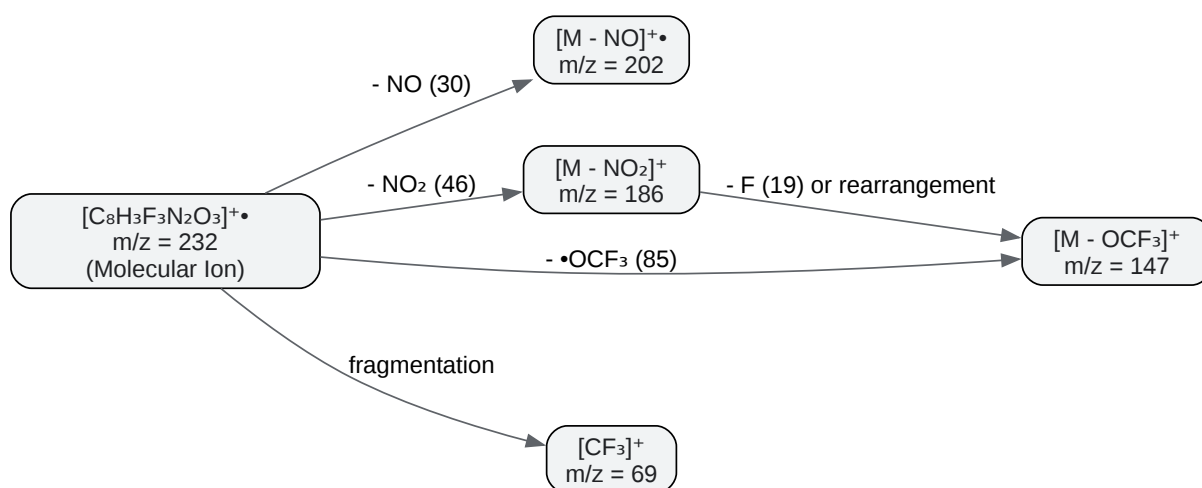 [M - NO]⁺•
m/z = 202
- NO (30)
[M - NO₂]⁺
m/z = 186
- NO₂ (46)
- F (19) or rearrangement
[C₈H₃F₃N₂O₃]⁺•
m/z = 232
(Molecular Ion)
[M - OCF₃]⁺
m/z = 147
- •OCF₃ (85)
fragmentation
[CF₃]⁺
m/z = 69